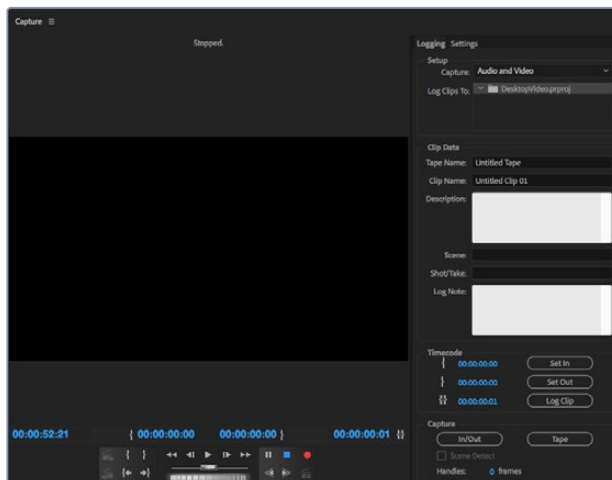 Capture
Stopped.
Logging Settings
Setup
Capture: Audio and Video
Log Clips To: DesktopVideo.prproj
Clip Data
Tape Name: Untitled Tape
Clip Name: Untitled Clip 01
Description:
Scene:
Shot/Take:
Log Note:
Timecode
{ 00:00:00:00 Set In
} 00:00:00:00 Set Out
{} 00:00:00:01 Log Clip
00:00:52:21 { 00:00:00:00 00:00:00:00 } 00:00:00:01 {}
Capture
In/Out Tape
Scene Detect
Handles: 0 frames